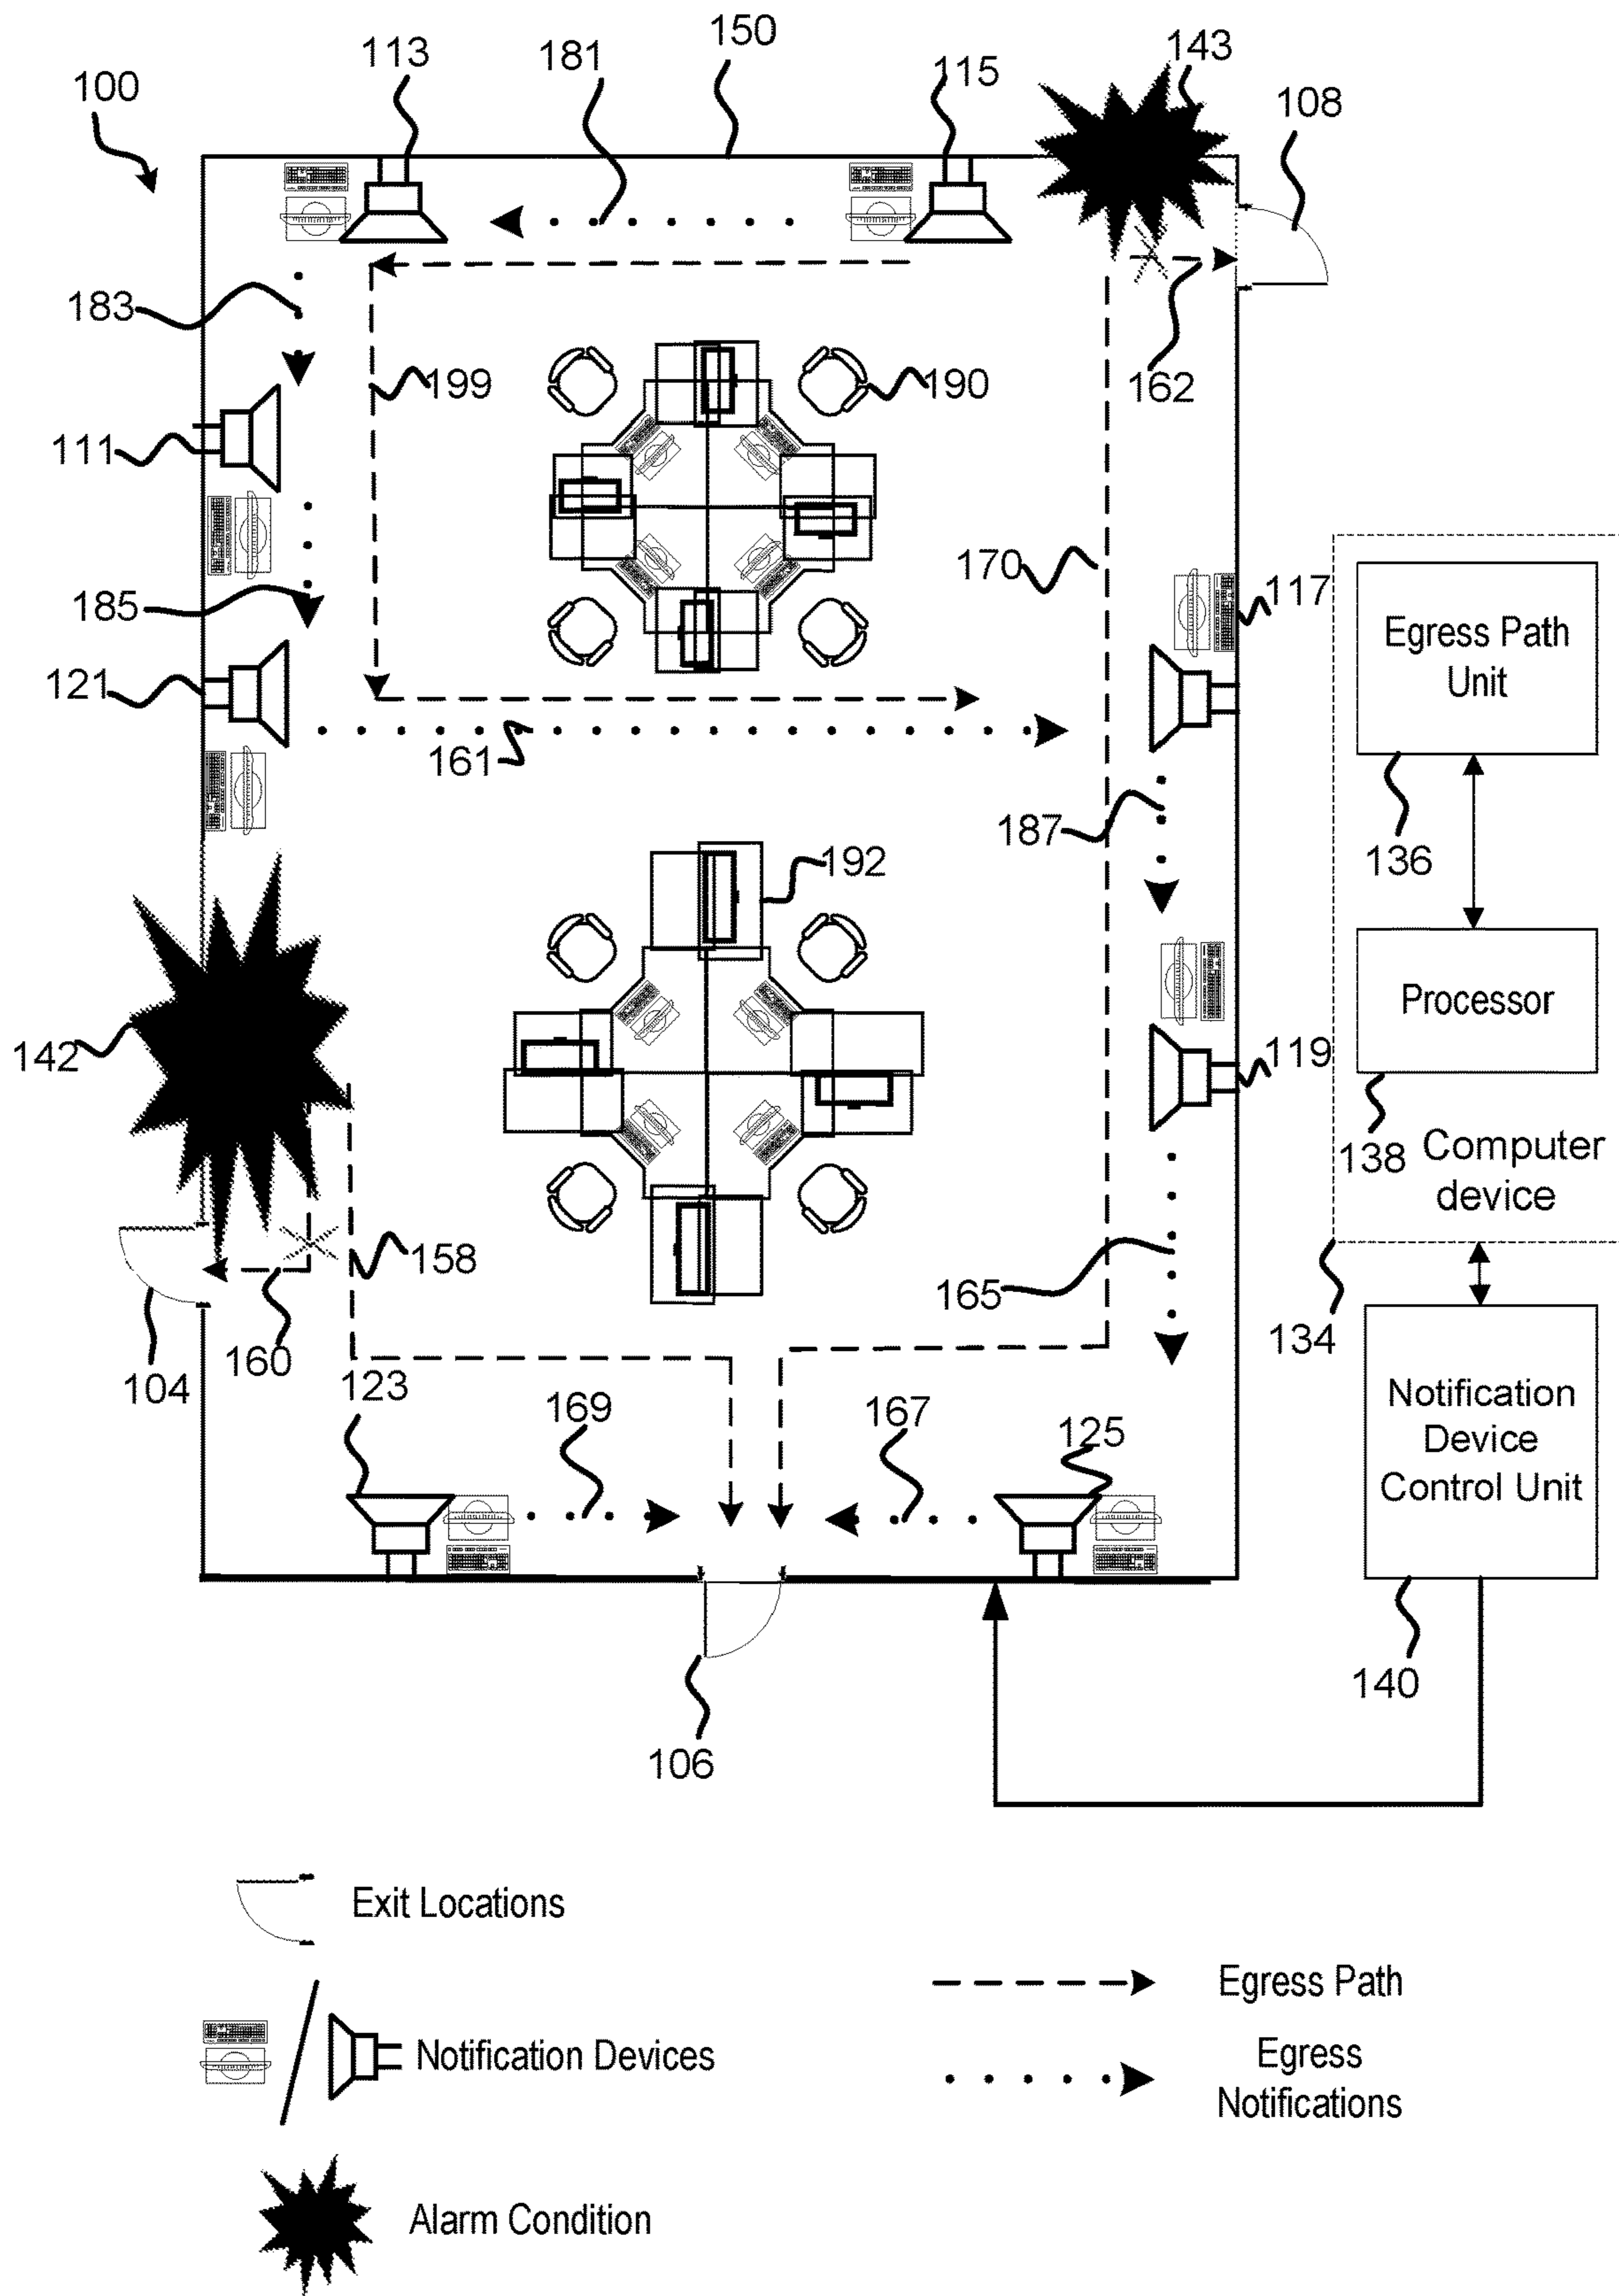 100
113
181
150
115
143
108
183
199
190
162
111
170
185
117
Egress Path
Unit
121
161
187
136
192
142
Processor
119
138
Computer
device
158
165
134
104
160
123
169
167
125
Notification
Device
Control Unit
140
106
Exit Locations
Egress Path
Notification Devices
Egress
Notifications
Alarm Condition